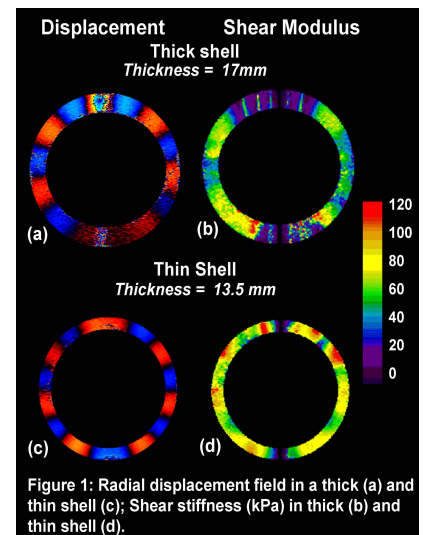 Displacement Shear Modulus
Thick shell
Thickness = 17mm
(a) (b)
120
100
80
60
40
20
0
Thin Shell
Thickness = 13.5 mm
(c) (d)
Figure 1: Radial displacement field in a thick (a) and
thin shell (c); Shear stiffness (kPa) in thick (b) and
thin shell (d).